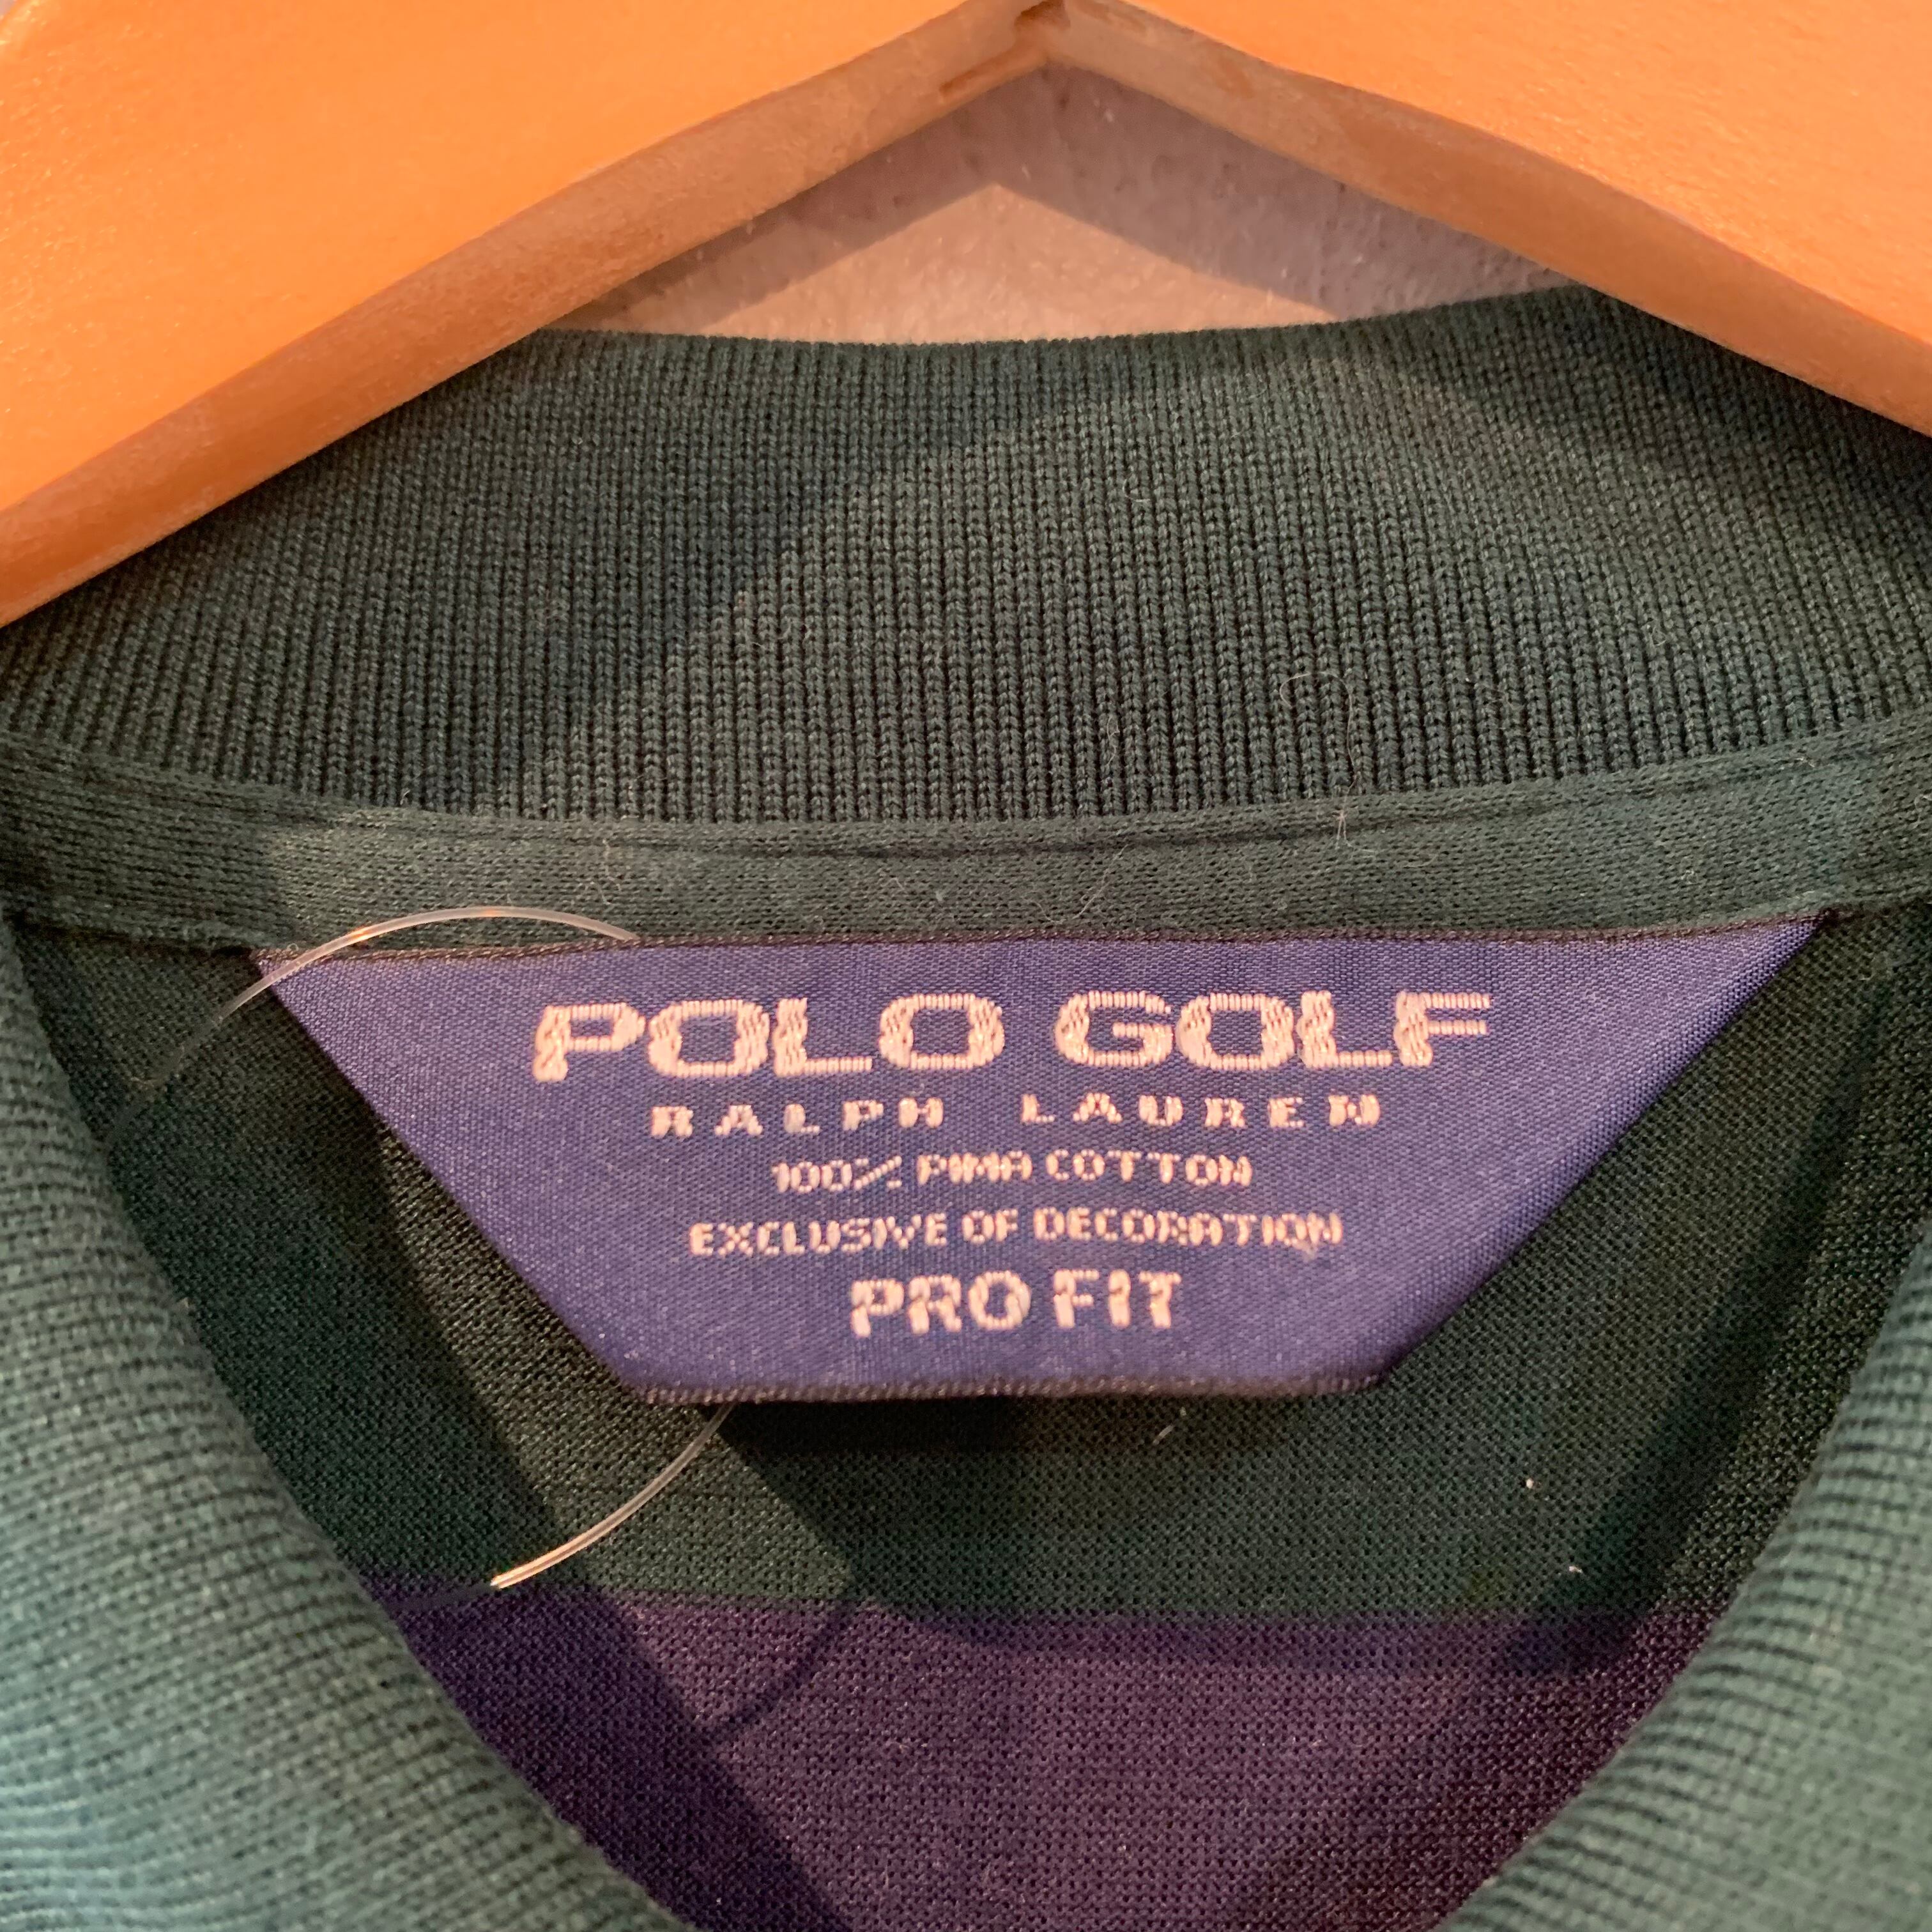 POLO GOLF
RALPH LAUREN
100% PIMA COTTON
EXCLUSIVE OF DECORATION
PRO FIT